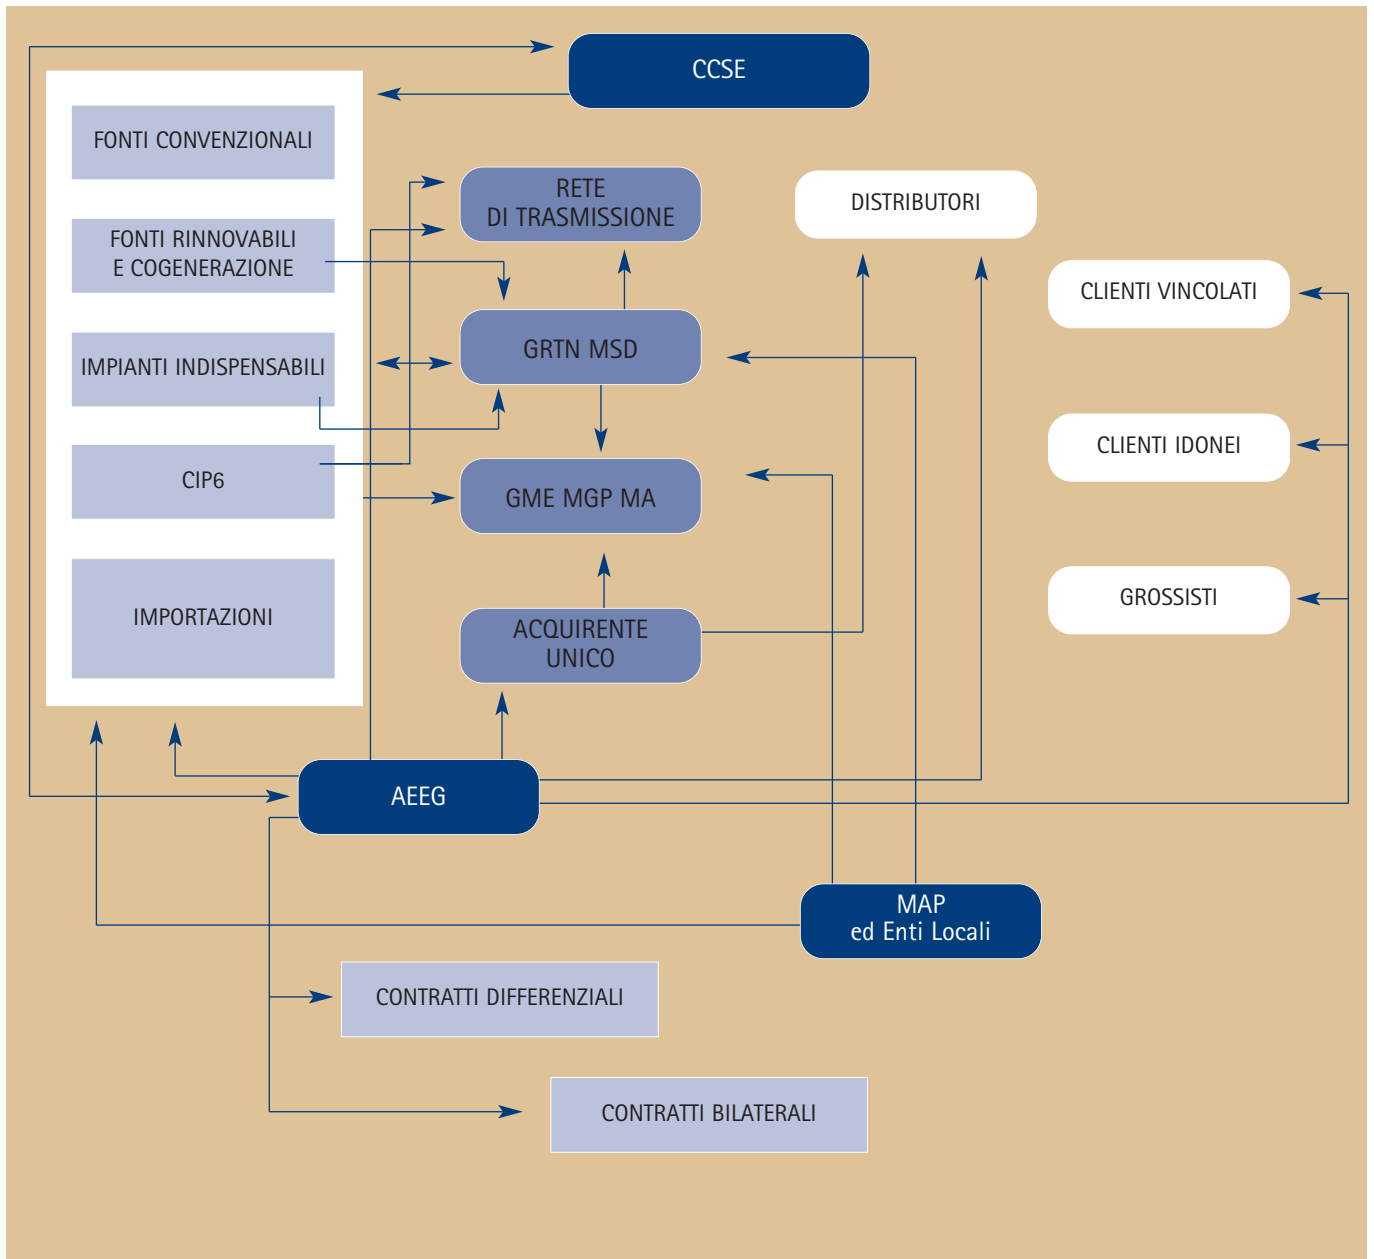 CCSE
FONTI CONVENZIONALI
FONTI RINNOVABILI
E COGENERAZIONE
IMPIANTI INDISPENSABILI
CIP6
IMPORTAZIONI
RETE
DI TRASMISSIONE
GRTN MSD
GME MGP MA
ACQUIRENTE
UNICO
DISTRIBUTORI
CLIENTI VINCOLATI
CLIENTI IDONEI
GROSSISTI
AEEG
MAP
ed Enti Locali
CONTRATTI DIFFERENZIALI
CONTRATTI BILATERALI